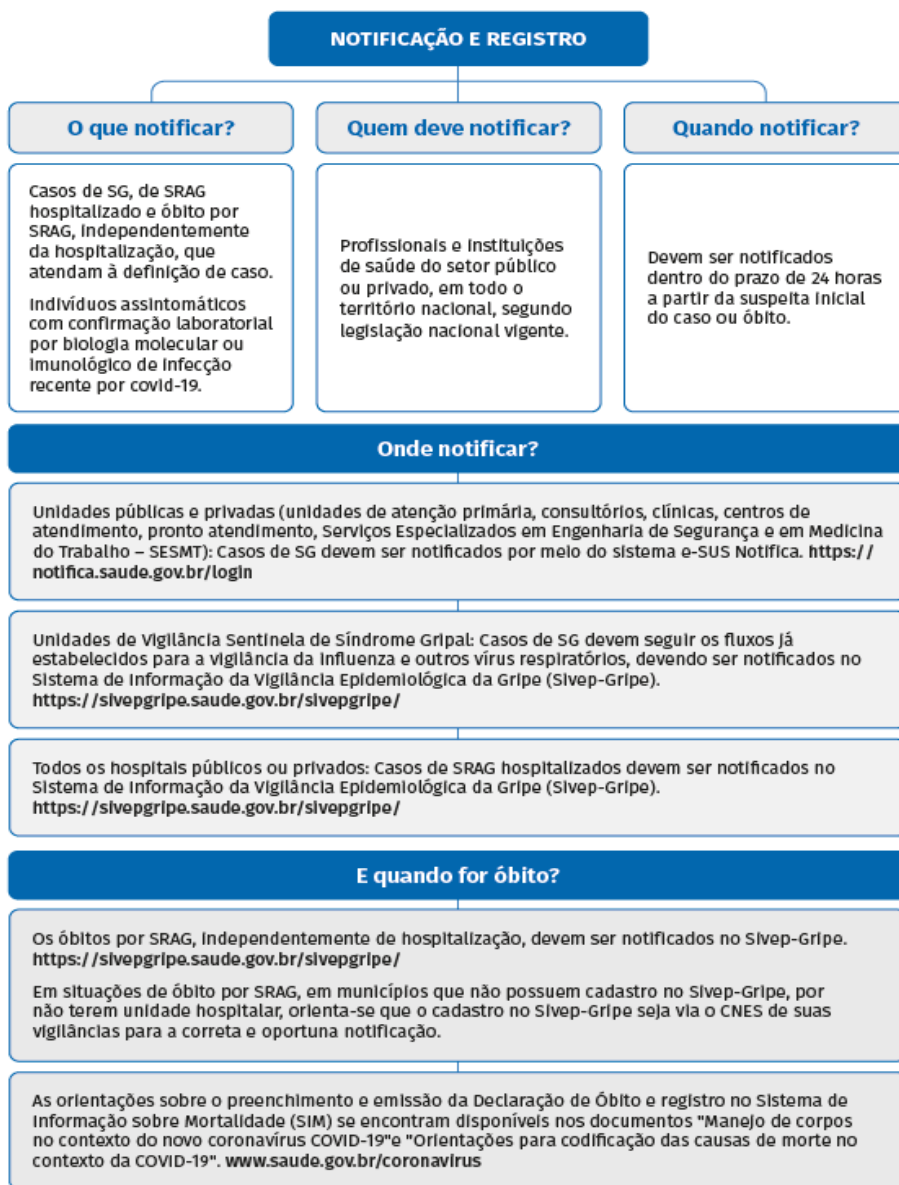 NOTIFICAÇÃO E REGISTRO
O que notificar?
Casos de SG, de SRAG
hospitalizado e óbito por
SRAG, independentemente
da hospitalização, que
atendam à definição de caso.
Indivíduos assintomáticos
com confirmação laboratorial
por biologia molecular ou
imunológico de infecção
recente por covid-19.
Quem deve notificar?
Profissionais e instituições
de saúde do setor público
ou privado, em todo o
território nacional, segundo
legislação nacional vigente.
Quando notificar?
Devem ser notificados
dentro do prazo de 24 horas
a partir da suspeita inicial
do caso ou óbito.
Onde notificar?
Unidades públicas e privadas (unidades de atenção primária, consultórios, clínicas, centros de
atendimento, pronto atendimento, Serviços Especializados em Engenharia de Segurança e em Medicina
do Trabalho – SESMT): Casos de SG devem ser notificados por meio do sistema e-SUS Notifica. https://
notifica.saude.gov.br/login
Unidades de Vigilância Sentinela de Síndrome Gripal: Casos de SG devem seguir os fluxos já
estabelecidos para a vigilância da influenza e outros vírus respiratórios, devendo ser notificados no
Sistema de Informação da Vigilância Epidemiológica da Gripe (Sivep-Gripe).
https://sivepgripe.saude.gov.br/sivepgripe/
Todos os hospitais públicos ou privados: Casos de SRAG hospitalizados devem ser notificados no
Sistema de Informação da Vigilância Epidemiológica da Gripe (Sivep-Gripe).
https://sivepgripe.saude.gov.br/sivepgripe/
E quando for óbito?
Os óbitos por SRAG, independentemente de hospitalização, devem ser notificados no Sivep-Gripe.
https://sivepgripe.saude.gov.br/sivepgripe/
Em situações de óbito por SRAG, em municípios que não possuem cadastro no Sivep-Gripe, por
não terem unidade hospitalar, orienta-se que o cadastro no Sivep-Gripe seja via o CNES de suas
vigilâncias para a correta e oportuna notificação.
As orientações sobre o preenchimento e emissão da Declaração de Óbito e registro no Sistema de
Informação sobre Mortalidade (SIM) se encontram disponíveis nos documentos "Manejo de corpos
no contexto do novo coronavírus COVID-19"e "Orientações para codificação das causas de morte no
contexto da COVID-19". www.saude.gov.br/coronavirus